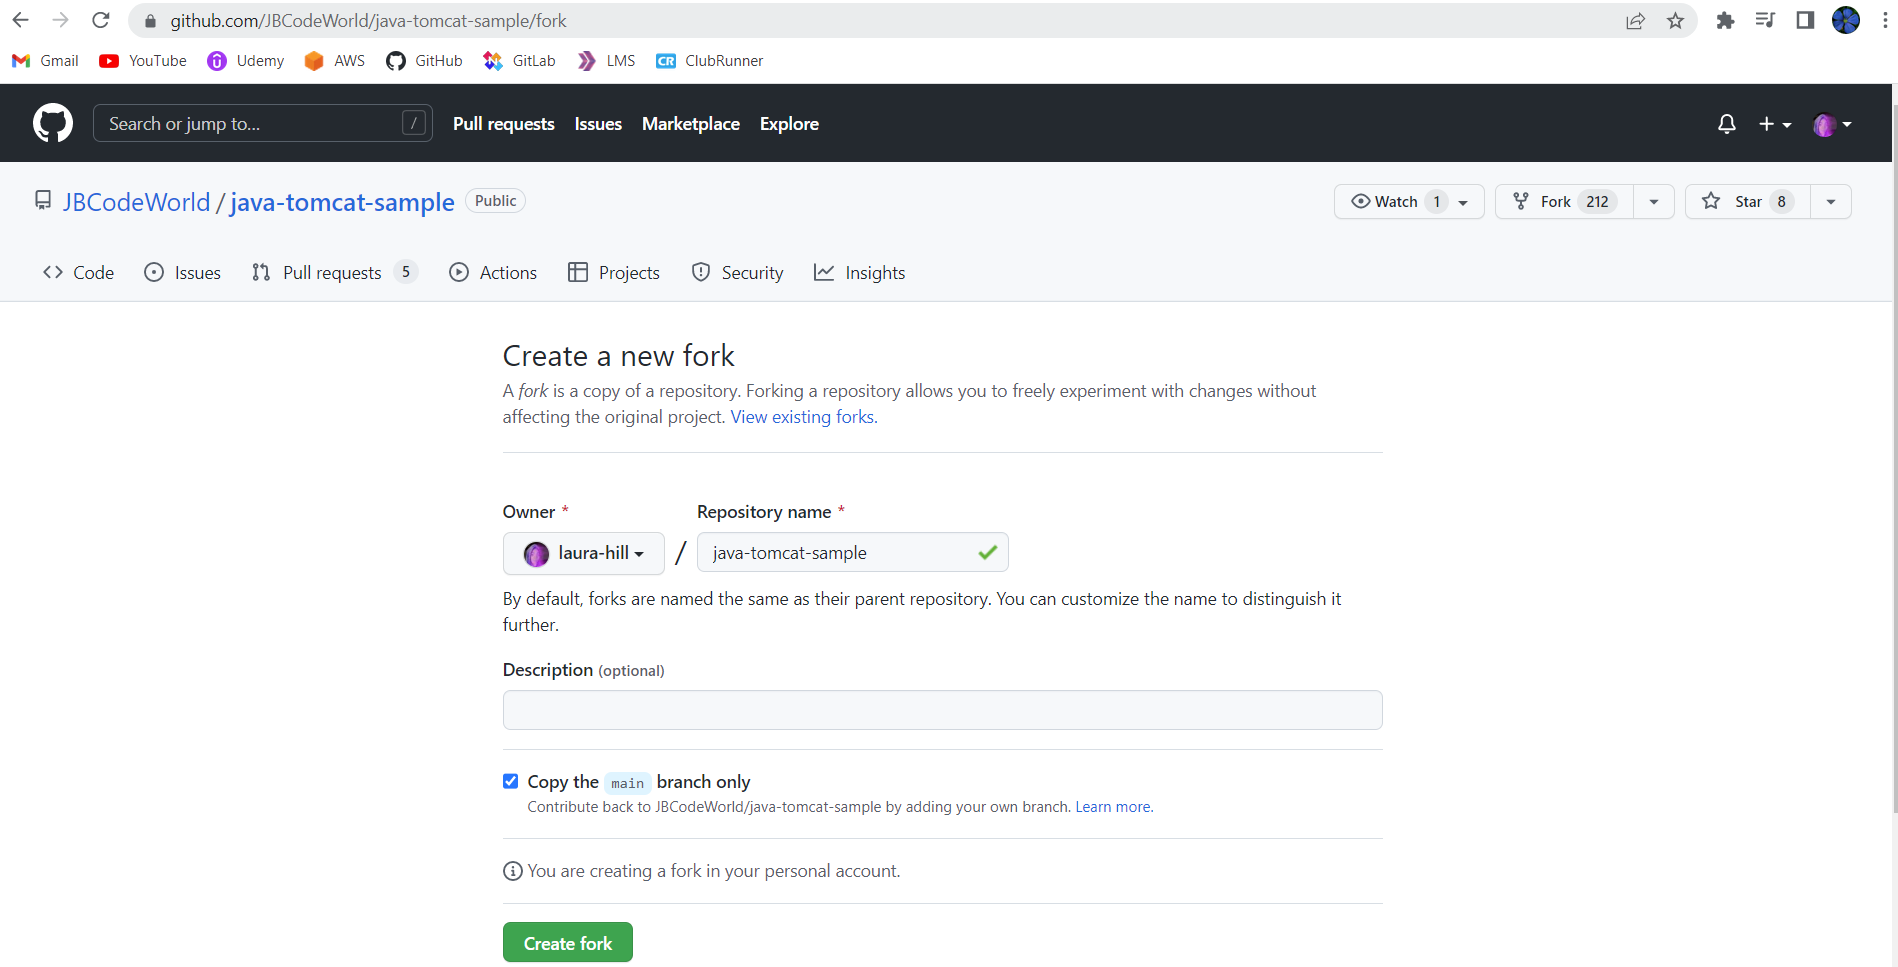 github.com/JBCodeWorld/java-tomcat-sample/fork
Gmail YouTube Udemy AWS GitHub GitLab LMS CR ClubRunner
Search or jump to... / Pull requests Issues Marketplace Explore
JBCodeWorld / java-tomcat-sample Public Watch 1 Fork 212 Star 8
Code Issues Pull requests 5 Actions Projects Security Insights
Create a new fork
A fork is a copy of a repository. Forking a repository allows you to freely experiment with changes without
affecting the original project. View existing forks.
Owner * Repository name *
laura-hill / java-tomcat-sample
By default, forks are named the same as their parent repository. You can customize the name to distinguish it
further.
Description (optional)
Copy the main branch only
Contribute back to JBCodeWorld/java-tomcat-sample by adding your own branch. Learn more.
You are creating a fork in your personal account.
Create fork